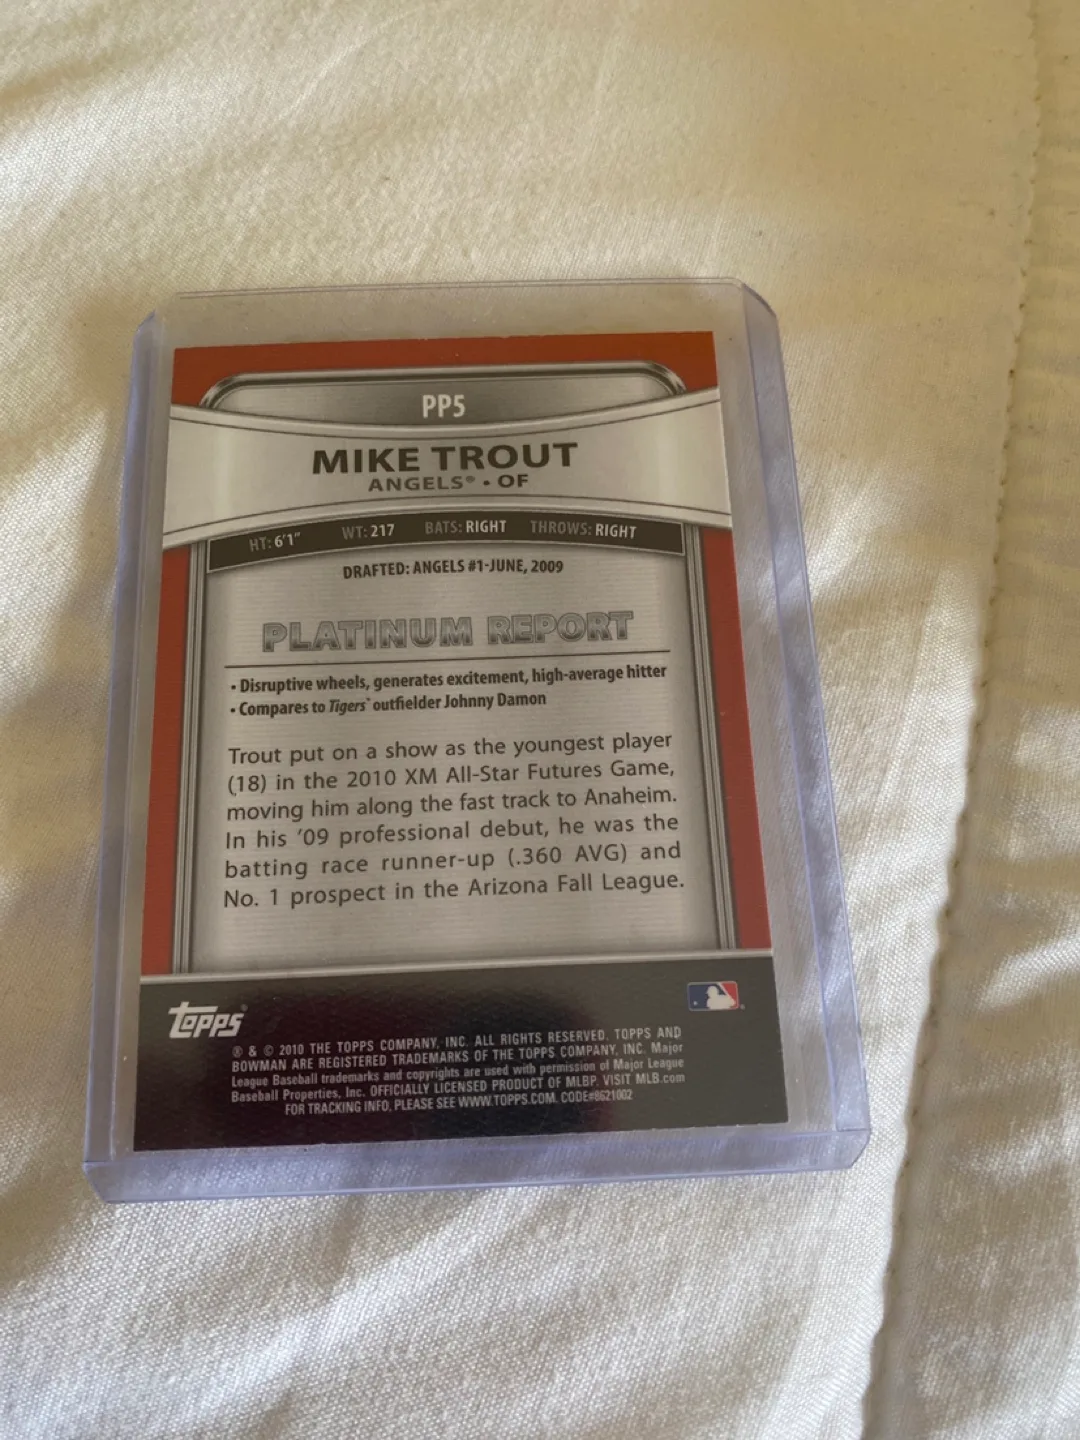 PP5
MIKE TROUT
ANGELS® • OF
HT: 6'1" WT: 217 BATS: RIGHT THROWS: RIGHT
DRAFTED: ANGELS #1-JUNE, 2009
PLATINUM REPORT
• Disruptive wheels, generates excitement, high-average hitter
• Compares to Tigers® outfielder Johnny Damon
Trout put on a show as the youngest player
(18) in the 2010 XM All-Star Futures Game,
moving him along the fast track to Anaheim.
In his '09 professional debut, he was the
batting race runner-up (.360 AVG) and
No. 1 prospect in the Arizona Fall League.
topps®
® & © 2010 THE TOPPS COMPANY, INC. ALL RIGHTS RESERVED. TOPPS AND
BOWMAN ARE REGISTERED TRADEMARKS OF THE TOPPS COMPANY, INC. Major
League Baseball trademarks and copyrights are used with permission of Major League
Baseball Properties, Inc. OFFICIALLY LICENSED PRODUCT OF MLBP. VISIT MLB.com
FOR TRACKING INFO, PLEASE SEE WWW.TOPPS.COM. CODE#8621002